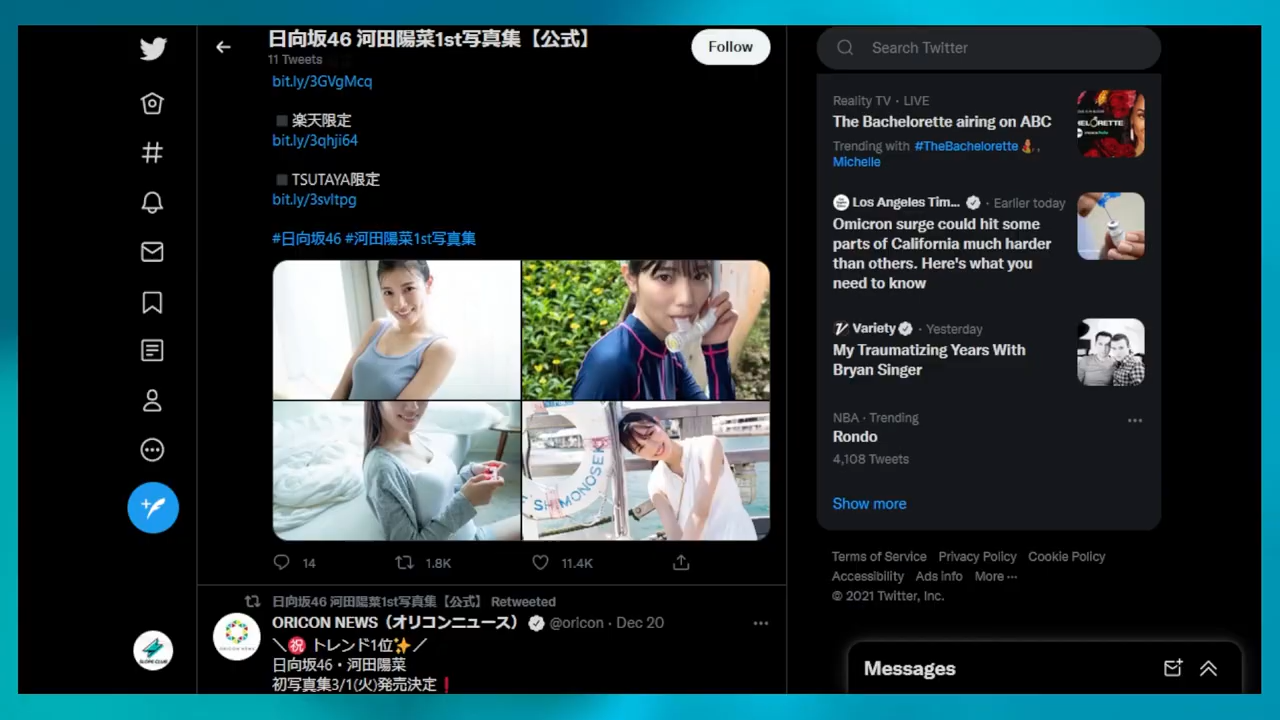 日向坂46 河田陽菜1st写真集【公式】
11 Tweets
Follow
bit.ly/3GVgMcq
■楽天限定
bit.ly/3qhji64
■TSUTAYA限定
bit.ly/3svltpg
#日向坂46 #河田陽菜1st写真集
SHIMONOSEKI
14
1.8K
11.4K
日向坂46 河田陽菜1st写真集【公式】 Retweeted
ORICON NEWS（オリコンニュース） @oricon · Dec 20
＼㊗️トレンド1位✨／
日向坂46・河田陽菜
初写真集3/1(火)発売決定❗
Search Twitter
Reality TV · LIVE
The Bachelorette airing on ABC
Trending with #TheBachelorette , 
Michelle
Los Angeles Tim... · Earlier today
Omicron surge could hit some
parts of California much harder
than others. Here's what you
need to know
Variety · Yesterday
My Traumatizing Years With
Bryan Singer
NBA · Trending
Rondo
4,108 Tweets
Show more
Terms of Service Privacy Policy Cookie Policy
Accessibility Ads info More ···
© 2021 Twitter, Inc.
Messages